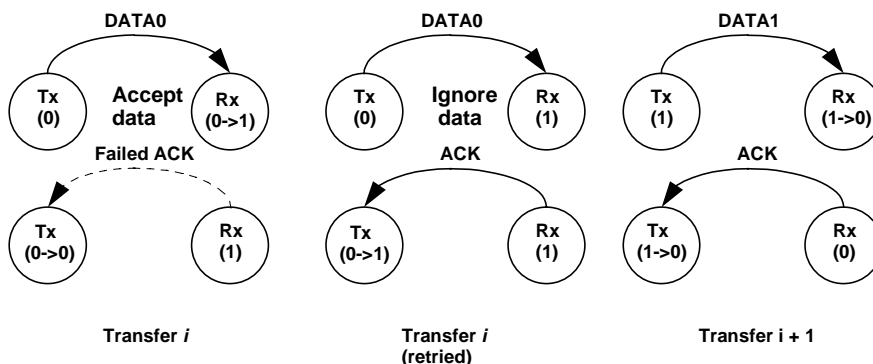 DATA0
Tx
(0)
Accept
data
Rx
(0->1)
Failed ACK
Tx
(0->0)
Rx
(1)
Transfer i
DATA0
Tx
(0)
Ignore
data
Rx
(1)
ACK
Tx
(0->1)
Rx
(1)
Transfer i
(retried)
DATA1
Tx
(1)
Rx
(1->0)
ACK
Tx
(1->0)
Rx
(0)
Transfer i + 1